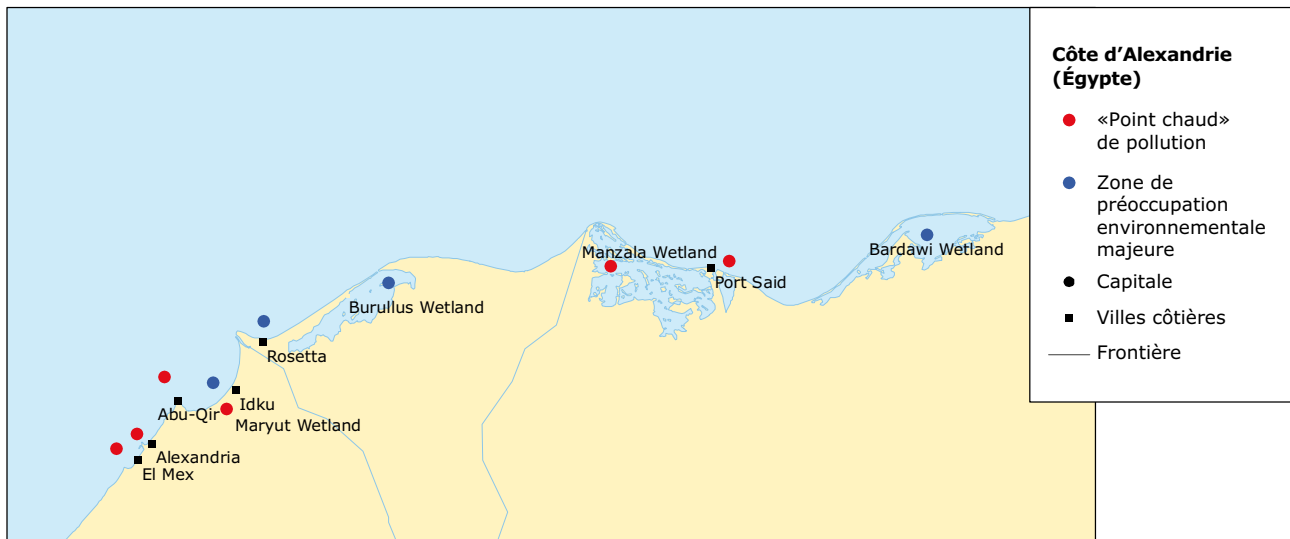 Côte d’Alexandrie
(Égypte)
«Point chaud»
de pollution
Zone de
préoccupation
environnementale
majeure
Capitale
Villes côtières
Frontière
Manzala Wetland
Bardawi Wetland
Port Said
Burullus Wetland
Rosetta
Idku
Abu-Qir
Maryut Wetland
Alexandria
El Mex